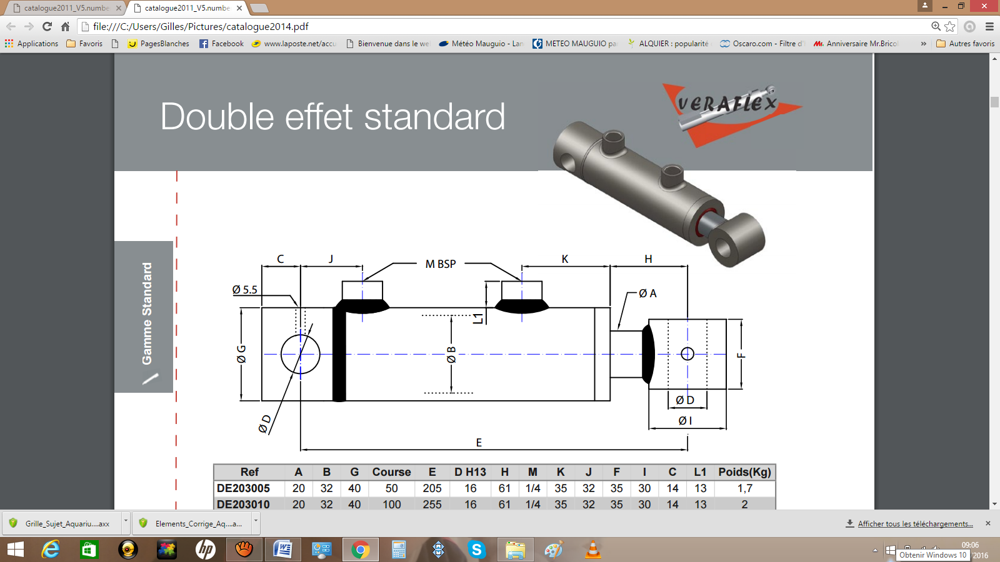 catalogue2011_V5.numbe
catalogue2011_V5.numbe
file:///C:/Users/Gilles/Pictures/catalogue2014.pdf
Applications Favoris PagesBlanches Facebook www.laposte.net/accu Bienvenue dans le we Météo Mauguio - Lan METEO MAUGUIO pa ALQUIER : popularité Oscaro.com - Filtre d' Anniversaire Mr.Brico » Autres favoris
Double effet standard
VERAFLEX
Gamme Standard
C J M BSP K H
Ø 5.5 Ø A
L1
Ø G Ø B F
Ø D Ø D
Ø I
E
Ref A B G Course E D H13 H M K J F I C L1 Poids(Kg)
DE203005 20 32 40 50 205 16 61 1/4 35 32 35 30 14 13 1,7
DE203010 20 32 40 100 255 16 61 1/4 35 32 35 30 14 13 2
Grille_Sujet_Aquariu....axx
Elements_Corrige_Aq....a...
Afficher tous les téléchargements...
hp
09:06
Obtenir Windows 10
/2016